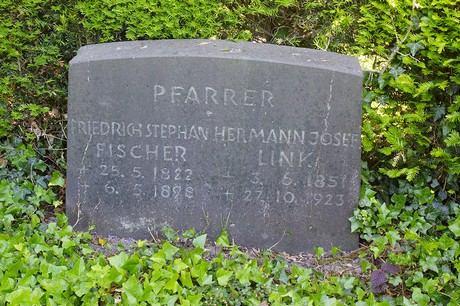 PFARRER
FRIEDRICH STEPHAN HERMANN JOSEF
FISCHER LINK
+ 25.5.1822 + 3.6.1851
+ 6.5.1898 + 27.10.1923